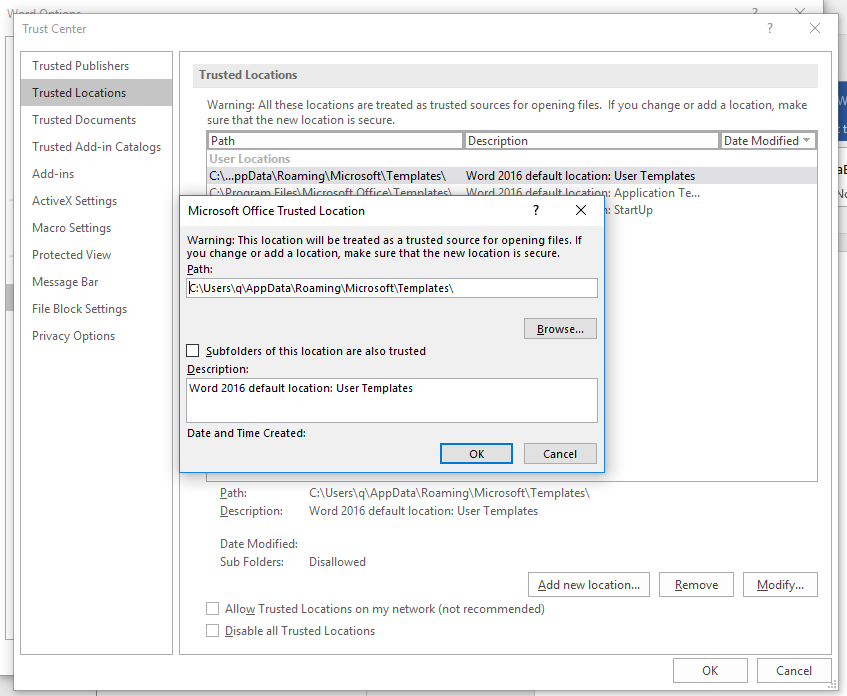 Word Options
Trust Center
Trusted Publishers
Trusted Locations
Trusted Documents
Trusted Add-in Catalogs
Add-ins
ActiveX Settings
Macro Settings
Protected View
Message Bar
File Block Settings
Privacy Options
Trusted Locations
Warning: All these locations are treated as trusted sources for opening files. If you change or add a location, make
sure that the new location is secure.
Path Description Date Modified
User Locations
C:\...ppData\Roaming\Microsoft\Templates\ Word 2016 default location: User Templates
C:\Program Files\Microsoft Office\Templates\ Word 2016 default location: Application Te...
n: StartUp
Microsoft Office Trusted Location
Warning: This location will be treated as a trusted source for opening files. If
you change or add a location, make sure that the new location is secure.
Path:
C:\Users\q\AppData\Roaming\Microsoft\Templates\
Browse...
Subfolders of this location are also trusted
Description:
Word 2016 default location: User Templates
Date and Time Created:
OK Cancel
Path: C:\Users\q\AppData\Roaming\Microsoft\Templates\
Description: Word 2016 default location: User Templates
Date Modified:
Sub Folders: Disallowed
Add new location... Remove Modify...
Allow Trusted Locations on my network (not recommended)
Disable all Trusted Locations
OK Cancel